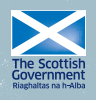 The Scottish
Government
Riaghaltas na h-Alba